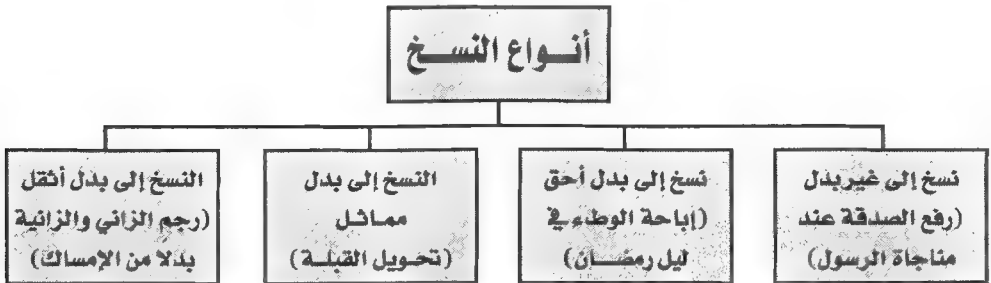 أنواع النسخ
نسخ إلى غير بدل
(رفع الصدقة عند
مناجاة الرسول)
نسخ إلى بدل أحق
(إباحة الوطء في
ليل رمضان)
النسخ إلى بدل
مماثل
(تحويل القبلة)
النسخ إلى بدل أثقل
(رجم الزاني والزانية
بدلا من الإمساك)